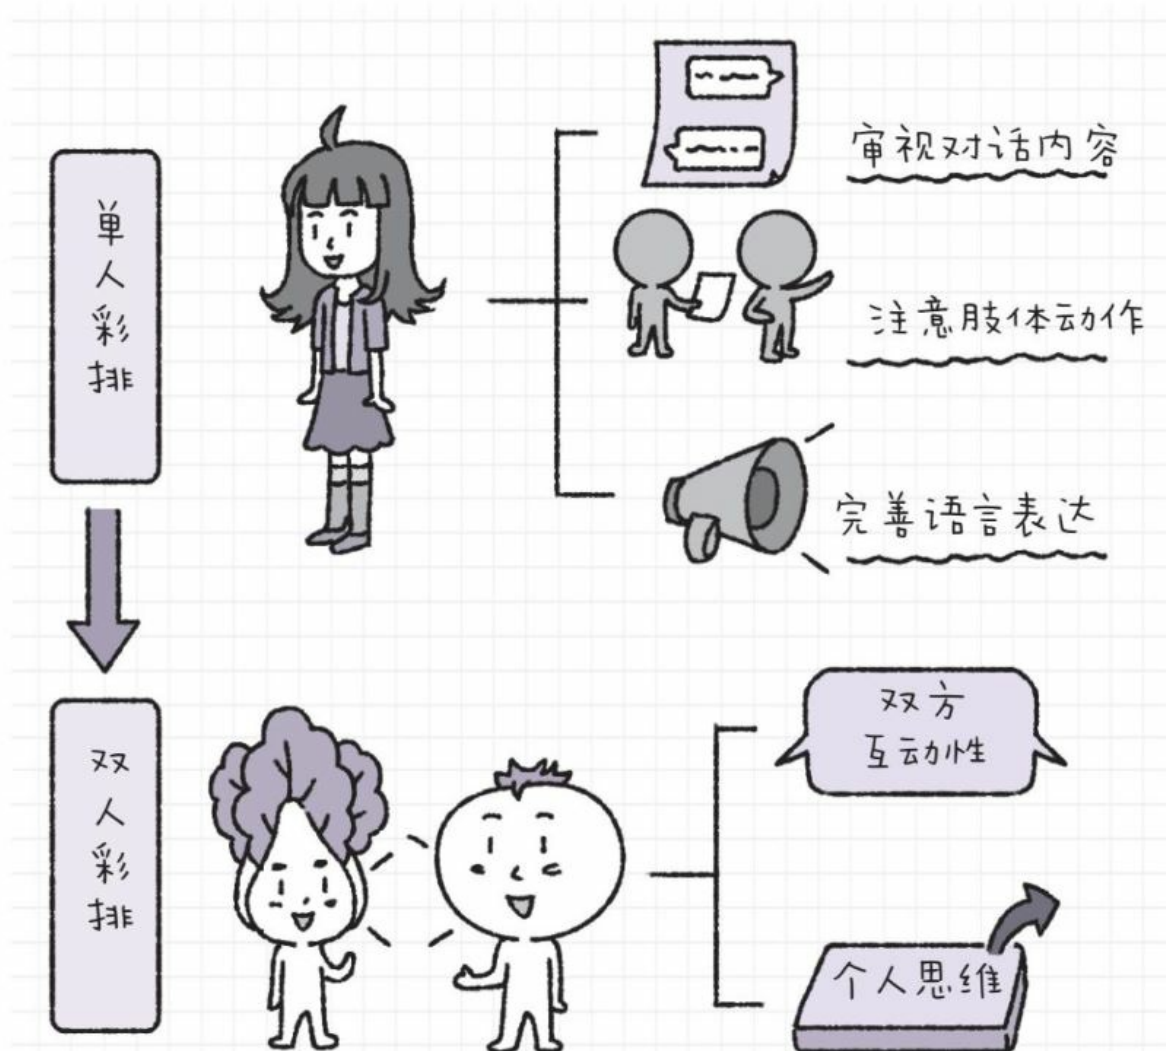 单人彩排
审视对话内容
注意肢体动作
完善语言表达
双人彩排
双方
互动性
个人思维